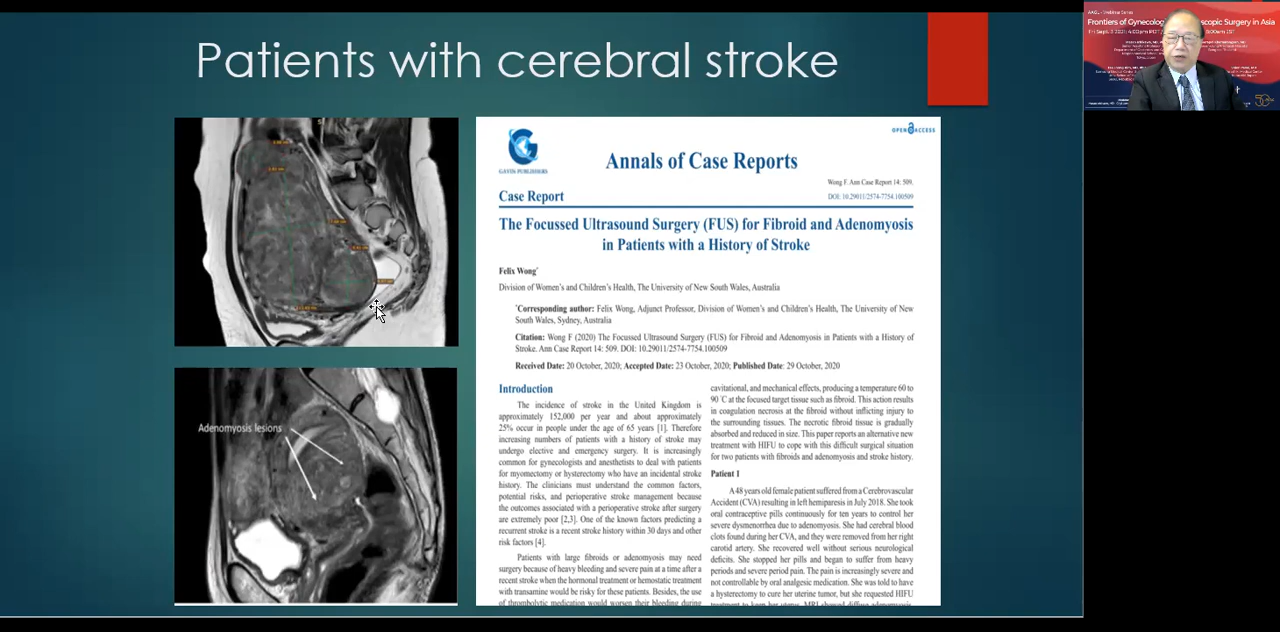 Patients with cerebral stroke
AAGL - Webinar Series
Frontiers of Gynecolo
scopic Surgery in Asia
Adenomyosis lesions
GAVIN PUBLISHERS
OPEN ACCESS
Annals of Case Reports
Wong F. Ann Case Report 14: 509.
Case Report
DOI: 10.29011/2574-7754.100509
The Focussed Ultrasound Surgery (FUS) for Fibroid and Adenomyosis
in Patients with a History of Stroke
Felix Wong*
Division of Women's and Children's Health, The University of New South Wales, Australia
*Corresponding author: Felix Wong, Adjunct Professor, Division of Women's and Children's Health, The University of New
South Wales, Sydney, Australia
Citation: Wong F (2020) The Focussed Ultrasound Surgery (FUS) for Fibroid and Adenomyosis in Patients with a History of
Stroke. Ann Case Report 14: 509. DOI: 10.29011/2574-7754.100509
Received Date: 20 October, 2020; Accepted Date: 23 October, 2020; Published Date: 29 October, 2020
Introduction
The incidence of stroke in the United Kingdom is
approximately 152,000 per year and about approximately
25% occur in people under the age of 65 years [1]. Therefore
increasing numbers of patients with a history of stroke may
undergo elective and emergency surgery. It is increasingly
common for gynecologists and anesthetists to deal with patients
for myomectomy or hysterectomy who have an incidental stroke
history. The clinicians must understand the common factors,
potential risks, and perioperative stroke management because
the outcomes associated with a perioperative stroke after surgery
are extremely poor [2,3]. One of the known factors predicting a
recurrent stroke is a recent stroke history within 30 days and other
risk factors [4].
Patients with large fibroids or adenomyosis may need
surgery because of heavy bleeding and severe pain at a time after a
recent stroke when the hormonal treatment or hemostatic treatment
with transamine would be risky for these patients. Besides, the use
of thrombolytic medication would worsen their bleeding during
cavitational, and mechanical effects, producing a temperature 60 to
90 °C at the focused target tissue such as fibroid. This action results
in coagulation necrosis at the fibroid without inflicting injury to
the surrounding tissues. The necrotic fibroid tissue is gradually
absorbed and reduced in size. This paper reports an alternative new
treatment with HIFU to cope with this difficult surgical situation
for two patients with fibroids and adenomyosis and stroke history.
Patient 1
A 48 years old female patient suffered from a Cerebrovascular
Accident (CVA) resulting in left hemiparesis in July 2018. She took
oral contraceptive pills continuously for ten years to control her
severe dysmenorrhea due to adenomyosis. She had cerebral blood
clots found during her CVA, and they were removed from her right
carotid artery. She recovered well without serious neurological
deficits. She stopped her pills and began to suffer from heavy
periods and severe period pain. The pain is increasingly severe and
not controllable by oral analgesic medication. She was told to have
a hysterectomy to cure her uterine tumor, but she requested HIFU
treatment to keep her uterus. MRI showed diffuse adenomyosis,